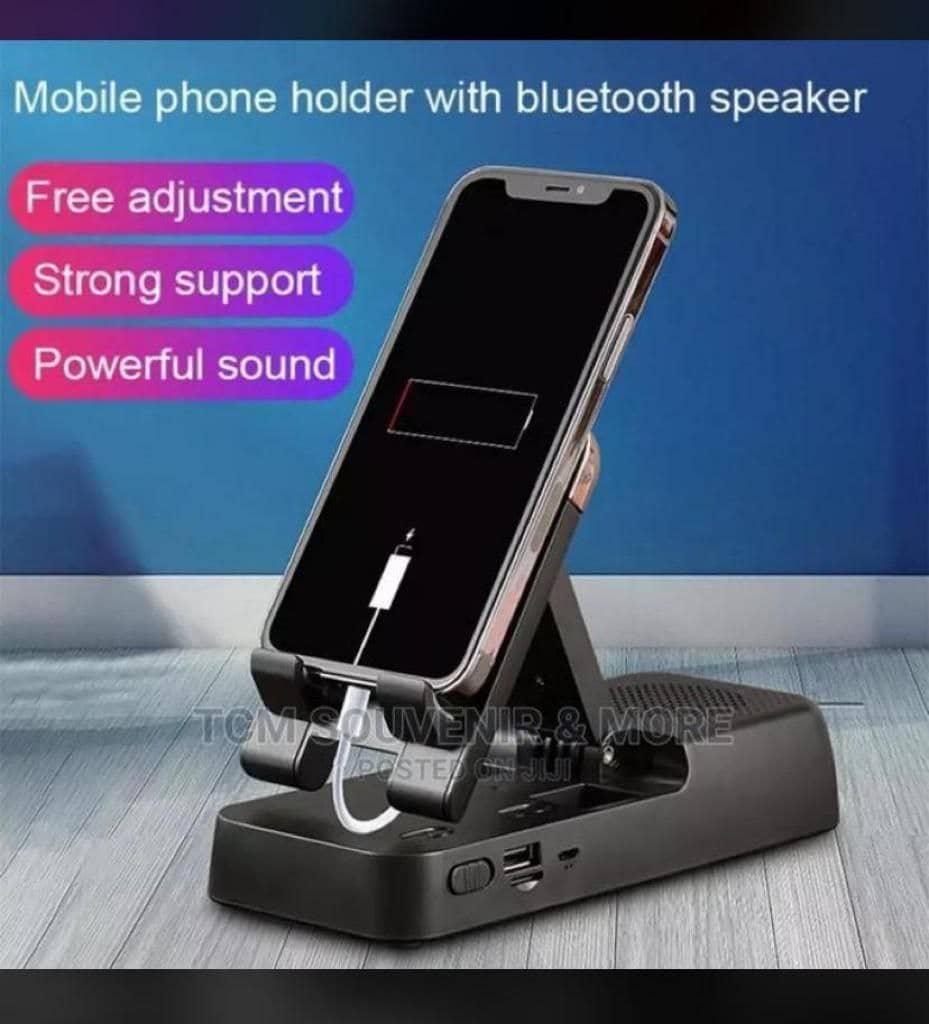 Mobile phone holder with bluetooth speaker
Free adjustment
Strong support
Powerful sound
TCM SOUVENIR & MORE
POSTED ON JIJI